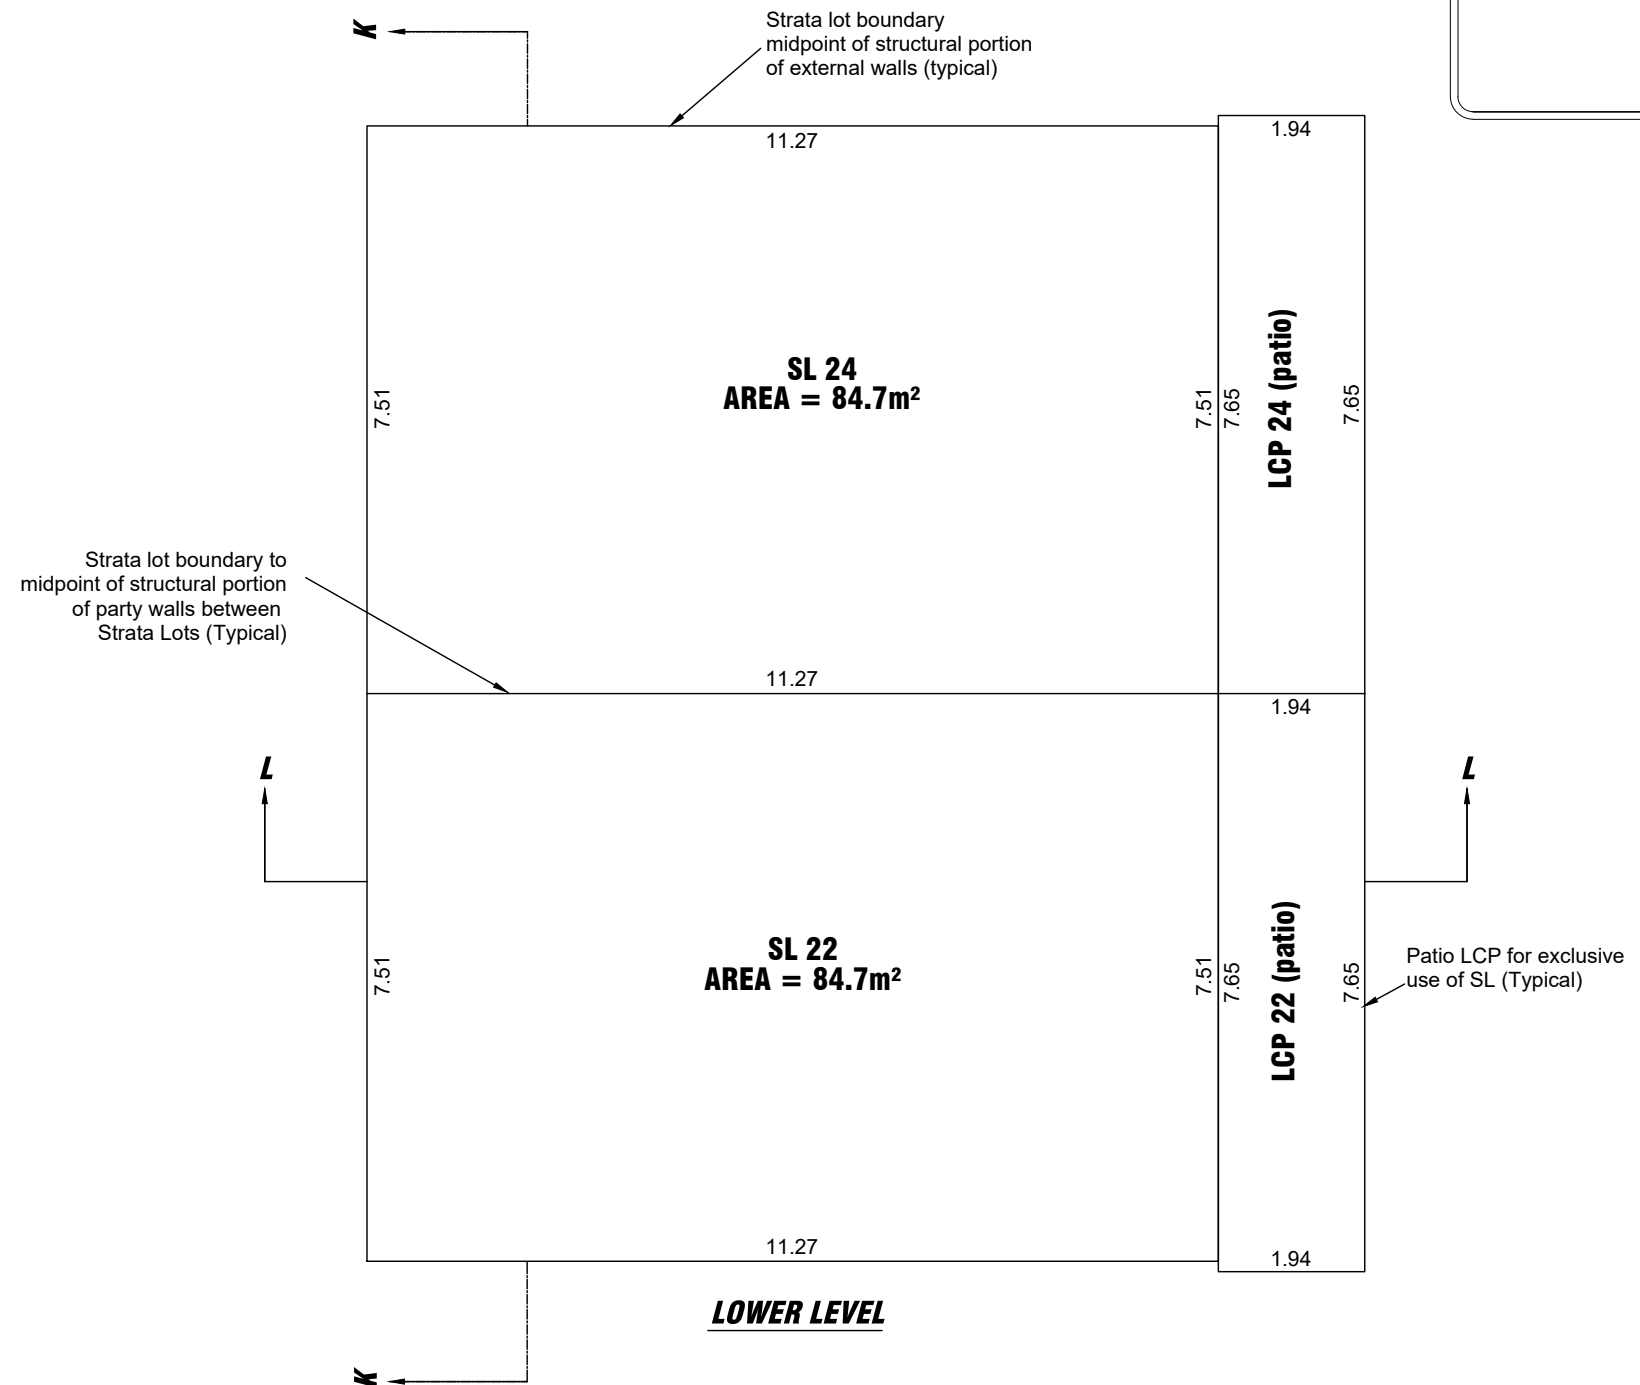 K
Strata lot boundary
midpoint of structural portion
of external walls (typical)
11.27
1.94
SL 24
AREA = 84.7m²
7.51
7.51
7.65
LCP 24 (patio)
7.65
Strata lot boundary to
midpoint of structural portion
of party walls between
Strata Lots (Typical)
11.27
1.94
L
L
SL 22
AREA = 84.7m²
7.51
7.51
7.65
LCP 22 (patio)
7.65
Patio LCP for exclusive
use of SL (Typical)
11.27
1.94
LOWER LEVEL
K